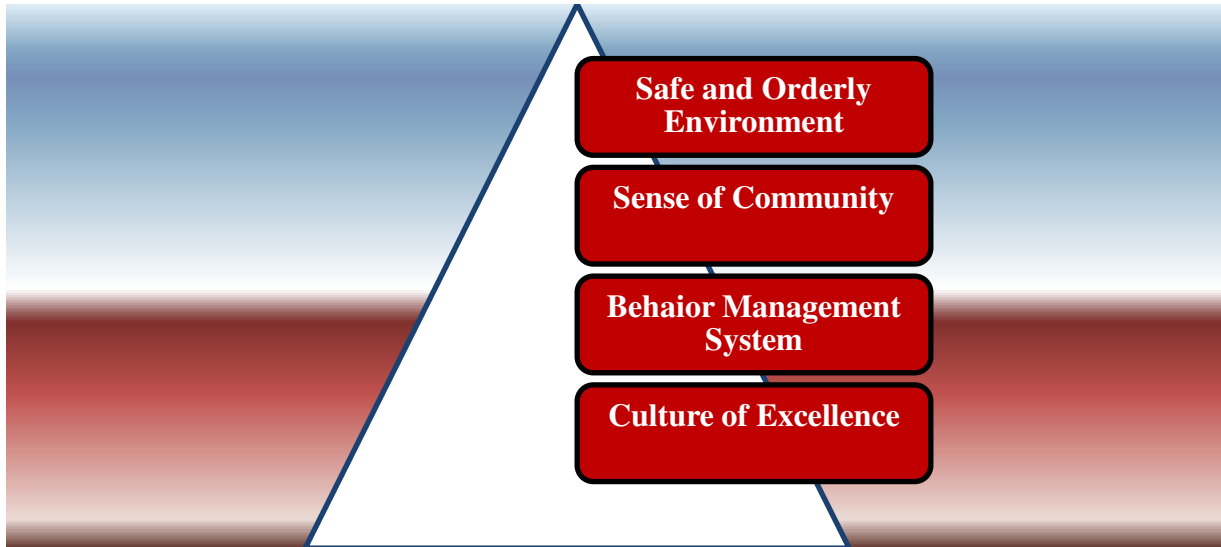 Safe and Orderly
Environment
Sense of Community
Behaior Management
System
Culture of Excellence